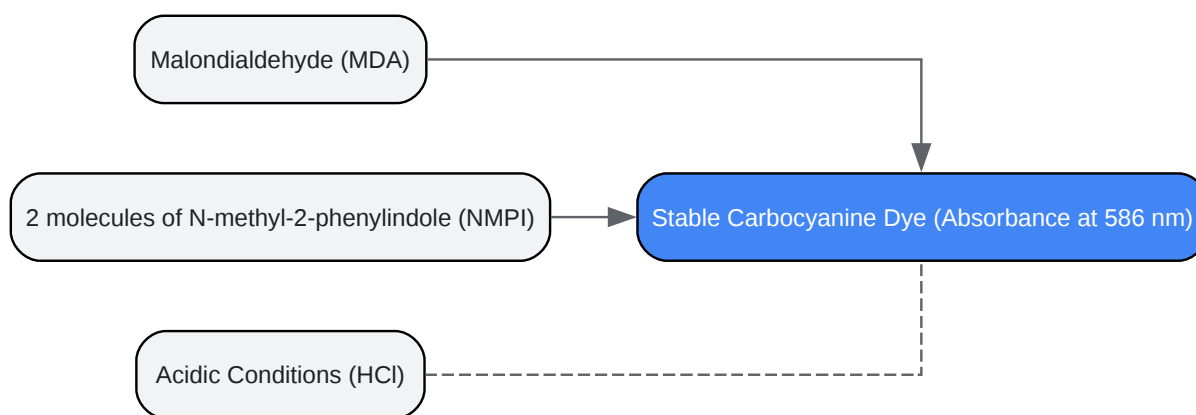 Malondialdehyde (MDA)
2 molecules of N-methyl-2-phenylindole (NMPI)
Stable Carbocyanine Dye (Absorbance at 586 nm)
Acidic Conditions (HCl)